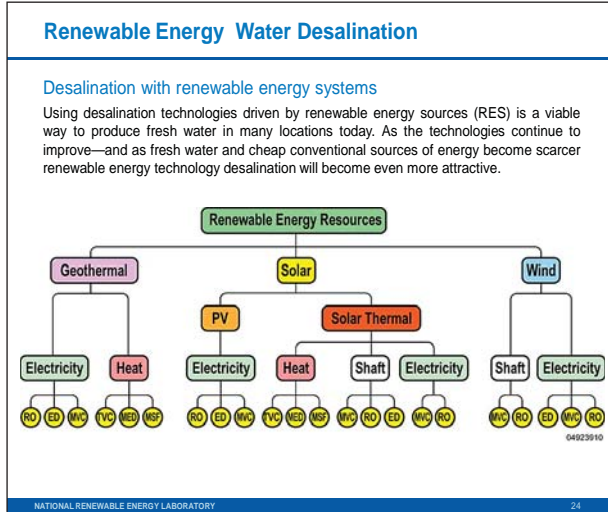 Renewable Energy Water Desalination
Desalination with renewable energy systems
Using desalination technologies driven by renewable energy sources (RES) is a viable
way to produce fresh water in many locations today. As the technologies continue to
improve—and as fresh water and cheap conventional sources of energy become scarcer
renewable energy technology desalination will become even more attractive.
Renewable Energy Resources
Geothermal Solar Wind
PV Solar Thermal
Electricity Heat Electricity Heat Shaft Electricity Shaft Electricity
RO ED MVC TVC MED MSF RO ED MVC TVC MED MSF MVC RO ED MVC RO MVC RO ED MVC RO
04923910
NATIONAL RENEWABLE ENERGY LABORATORY 24